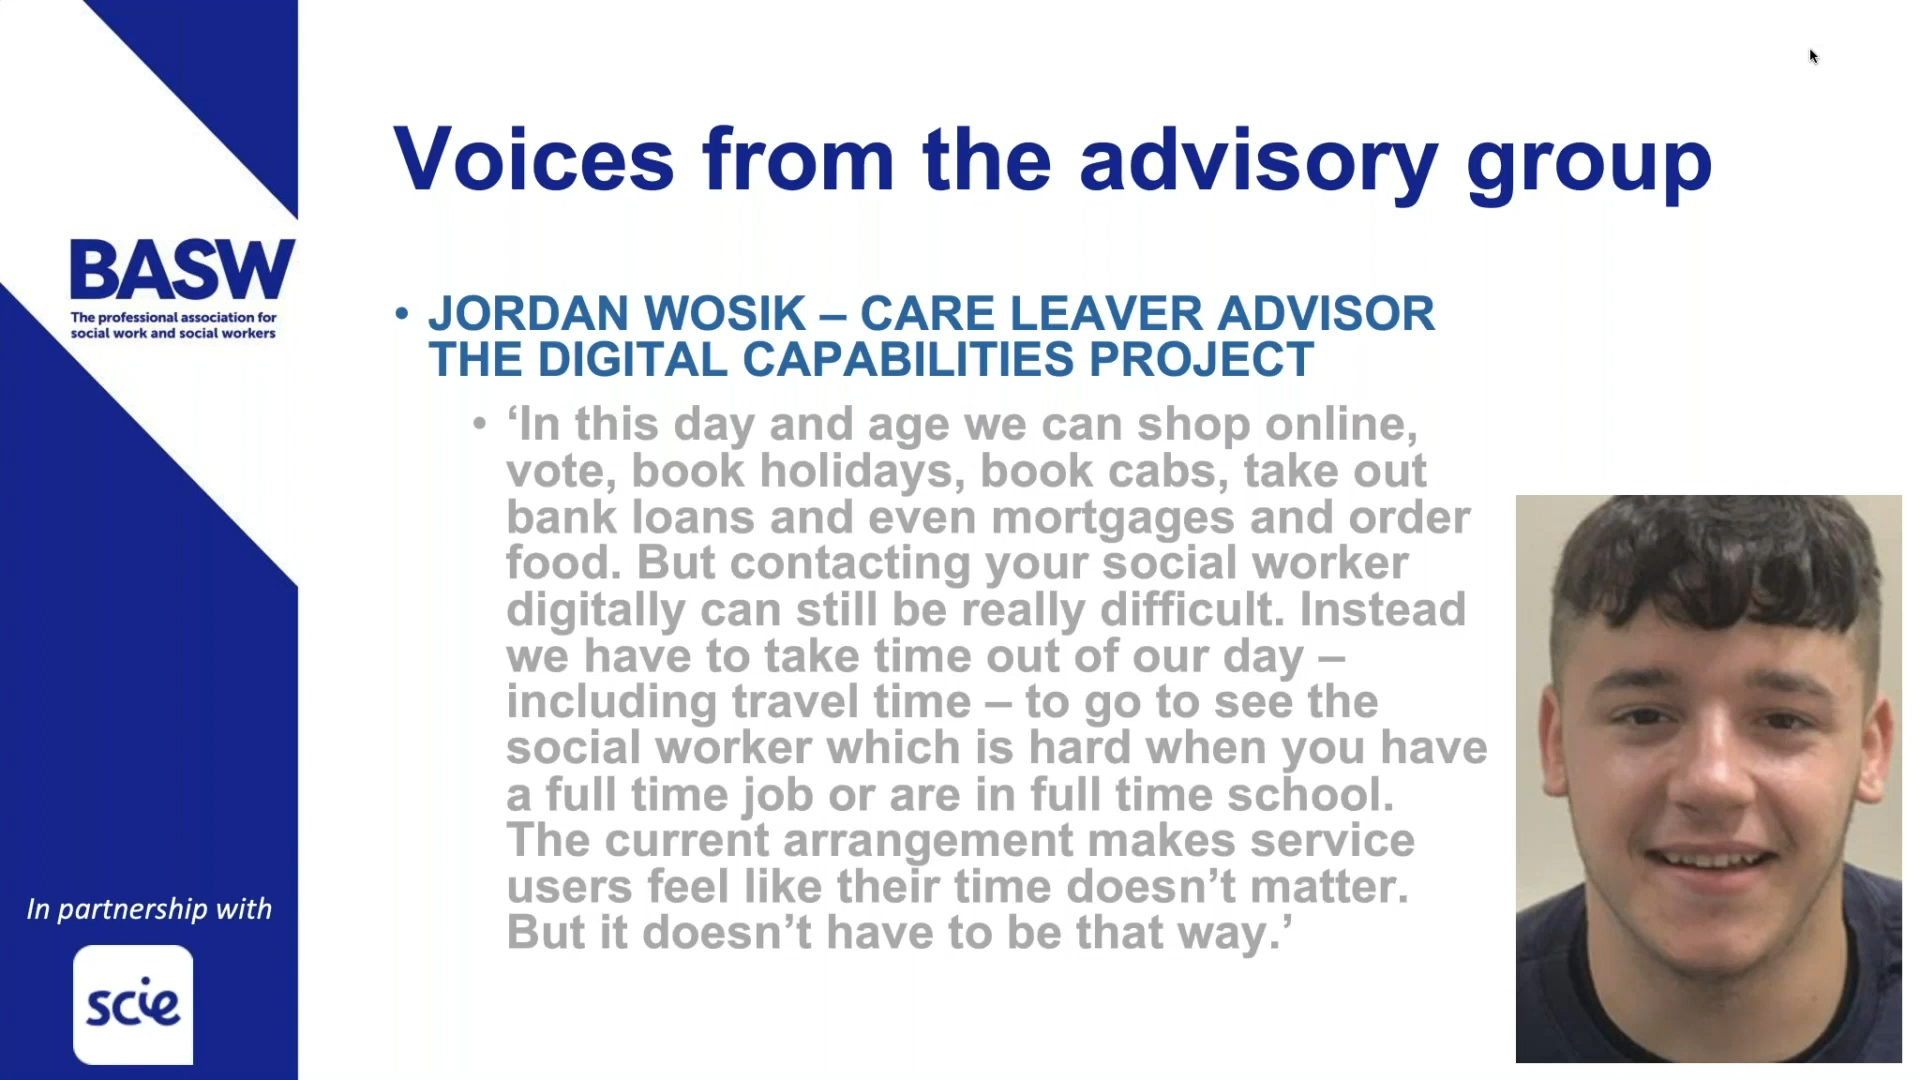 Voices from the advisory group
BASW
The professional association for
social work and social workers
• JORDAN WOSIK – CARE LEAVER ADVISOR
THE DIGITAL CAPABILITIES PROJECT
• ‘In this day and age we can shop online,
vote, book holidays, book cabs, take out
bank loans and even mortgages and order
food. But contacting your social worker
digitally can still be really difficult. Instead
we have to take time out of our day –
including travel time – to go to see the
social worker which is hard when you have
a full time job or are in full time school.
The current arrangement makes service
users feel like their time doesn’t matter.
But it doesn’t have to be that way.’
In partnership with
scie